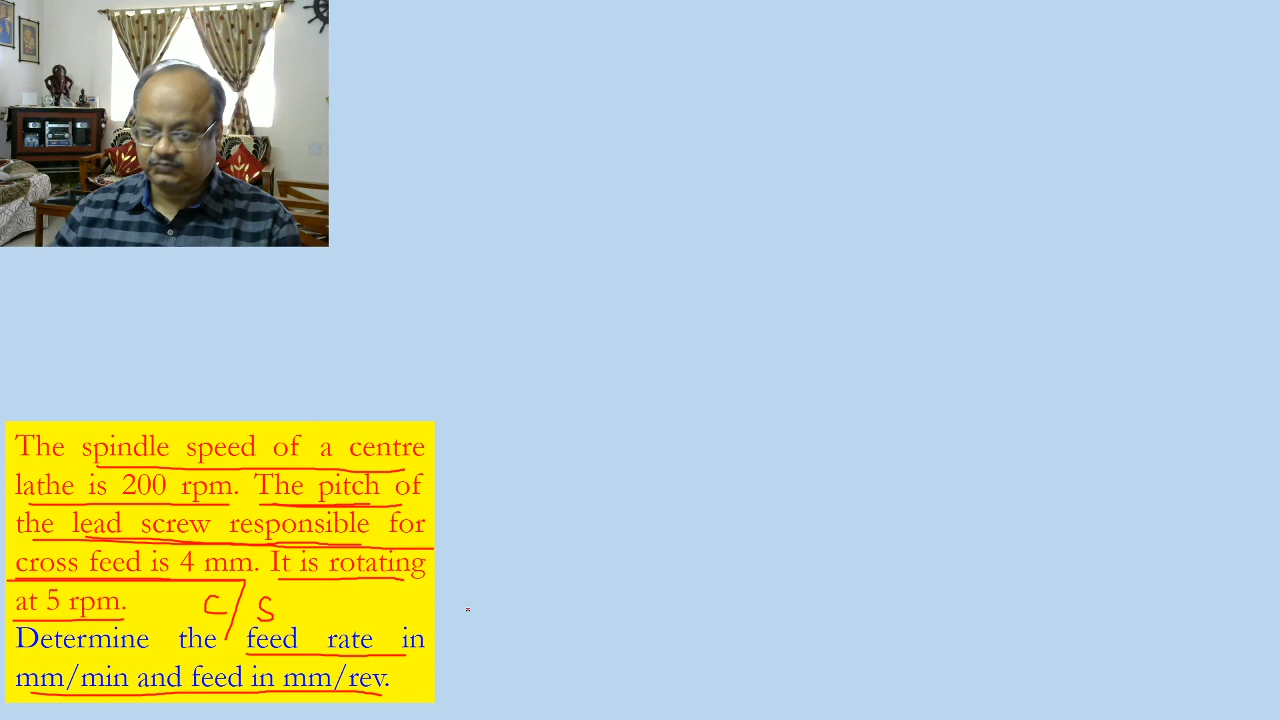 The spindle speed of a centre
lathe is 200 rpm. The pitch of
the lead screw responsible for
cross feed is 4 mm. It is rotating
at 5 rpm.
C/S
Determine the feed rate in
mm/min and feed in mm/rev.